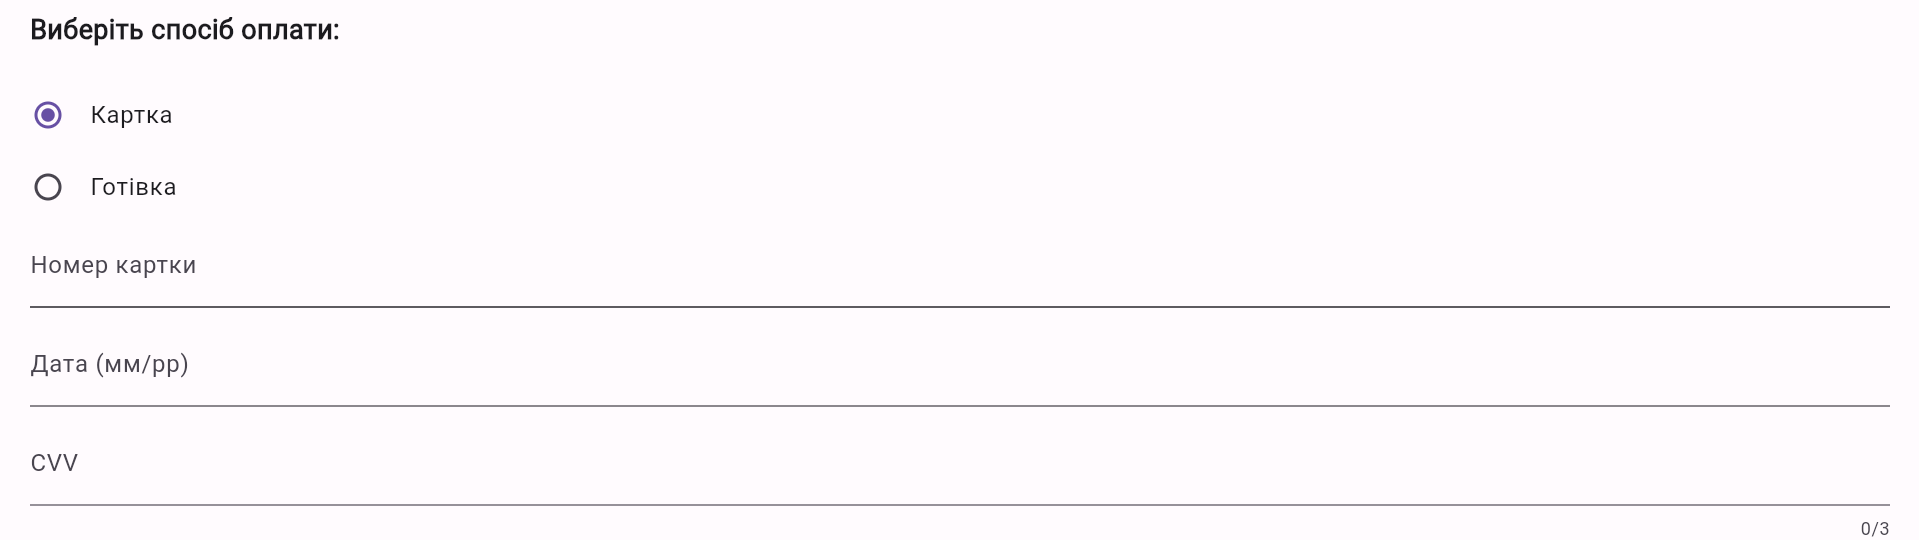 Виберіть спосіб оплати:
Картка
Готівка
Номер картки
Дата (мм/рр)
CVV
0/3